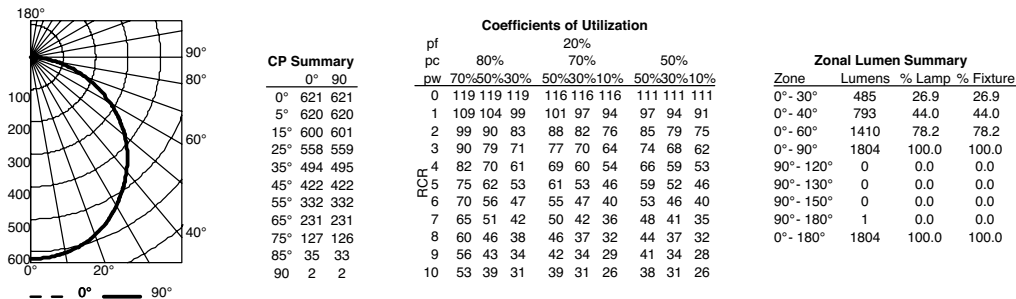 180°
90°
80°
60°
40°
20°
0°
100
200
300
400
500
600
0° 90°
CP Summary
0° 90
0° 621 621
5° 620 620
15° 600 601
25° 558 559
35° 494 495
45° 422 422
55° 332 332
65° 231 231
75° 127 126
85° 35 33
90 2 2
Coefficients of Utilization
pf 20%
pc 80% 70% 50%
pw 70%50%30% 50%30%10% 50%30%10%
RCR
0 119 119 119 116 116 116 111 111 111
1 109 104 99 101 97 94 97 94 91
2 99 90 83 88 82 76 85 79 75
3 90 79 71 77 70 64 74 68 62
4 82 70 61 69 60 54 66 59 53
5 75 62 53 61 53 46 59 52 46
6 70 56 47 55 47 40 53 46 40
7 65 51 42 50 42 36 48 41 35
8 60 46 38 46 37 32 44 37 32
9 56 43 34 42 34 29 41 34 28
10 53 39 31 39 31 26 38 31 26
Zonal Lumen Summary
Zone Lumens % Lamp % Fixture
0°- 30° 485 26.9 26.9
0°- 40° 793 44.0 44.0
0°- 60° 1410 78.2 78.2
0°- 90° 1804 100.0 100.0
90°- 120° 0 0.0 0.0
90°- 130° 0 0.0 0.0
90°- 150° 0 0.0 0.0
90°- 180° 1 0.0 0.0
0°- 180° 1804 100.0 100.0